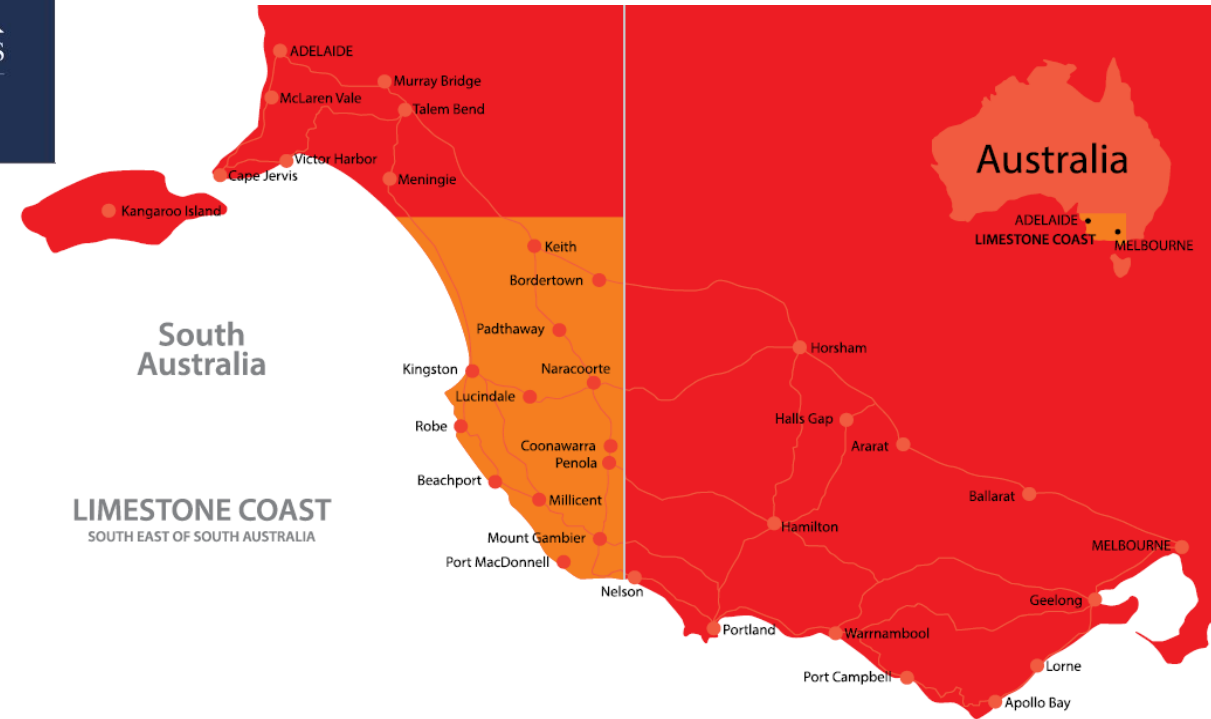 ADELAIDE
Murray Bridge
McLaren Vale
Talem Bend
Victor Harbor
Cape Jervis
Meningie
Kangaroo Island
Australia
ADELAIDE
LIMESTONE COAST
MELBOURNE
Keith
Bordertown
South
Australia
Padthaway
Horsham
Kingston
Naracoorte
Lucindale
Robe
Halls Gap
Coonawarra
Ararat
Penola
Beachport
Millicent
Ballarat
LIMESTONE COAST
SOUTH EAST OF SOUTH AUSTRALIA
Hamilton
Mount Gambier
MELBOURNE
Port MacDonnell
Nelson
Geelong
Portland
Warrnambool
Lorne
Port Campbell
Apollo Bay